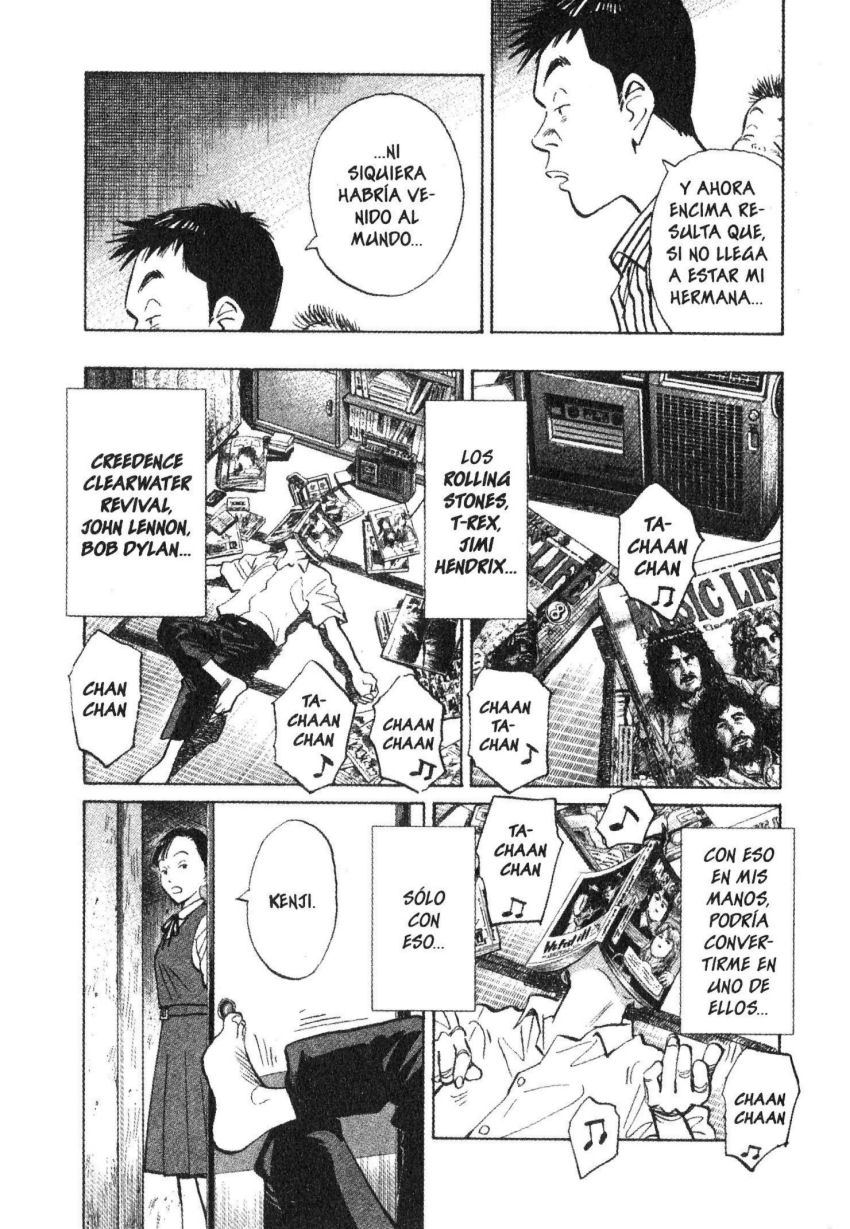 Y AHORA
ENCIMA RE-
SULTA QUE,
SI NO LLEGA
A ESTAR MI
HERMANA...
...NI
SIQUIERA
HABRÍA VE-
NIDO AL
MUNDO...
TA-
CHAAN
CHAN
MUSIC LIFE
LIFE
LOS
ROLLING
STONES,
T-REX,
JIMI
HENDRIX...
CHAAN
TA-
CHAN
CREEDENCE
CLEARWATER
REVIVAL,
JOHN LENNON,
BOB DYLAN...
CHAAN
CHAAN
TA-
CHAAN
CHAN
CHAN
CHAN
CON ESO
EN MIS
MANOS,
PODRÍA
CONVER-
TIRME EN
UNO DE
ELLOS...
TA-
CHAAN
CHAN
SÓLO
CON
ESO...
CHAAN
CHAAN
KENJI.